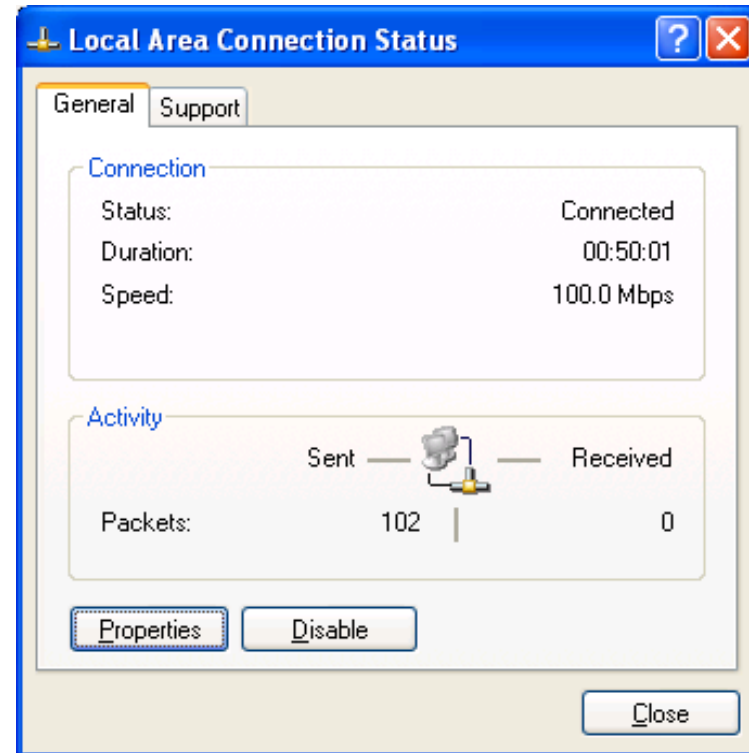 Local Area Connection Status
General Support
Connection
Status: Connected
Duration: 00:50:01
Speed: 100.0 Mbps
Activity
Sent Received
Packets: 102 0
Properties Disable
Close